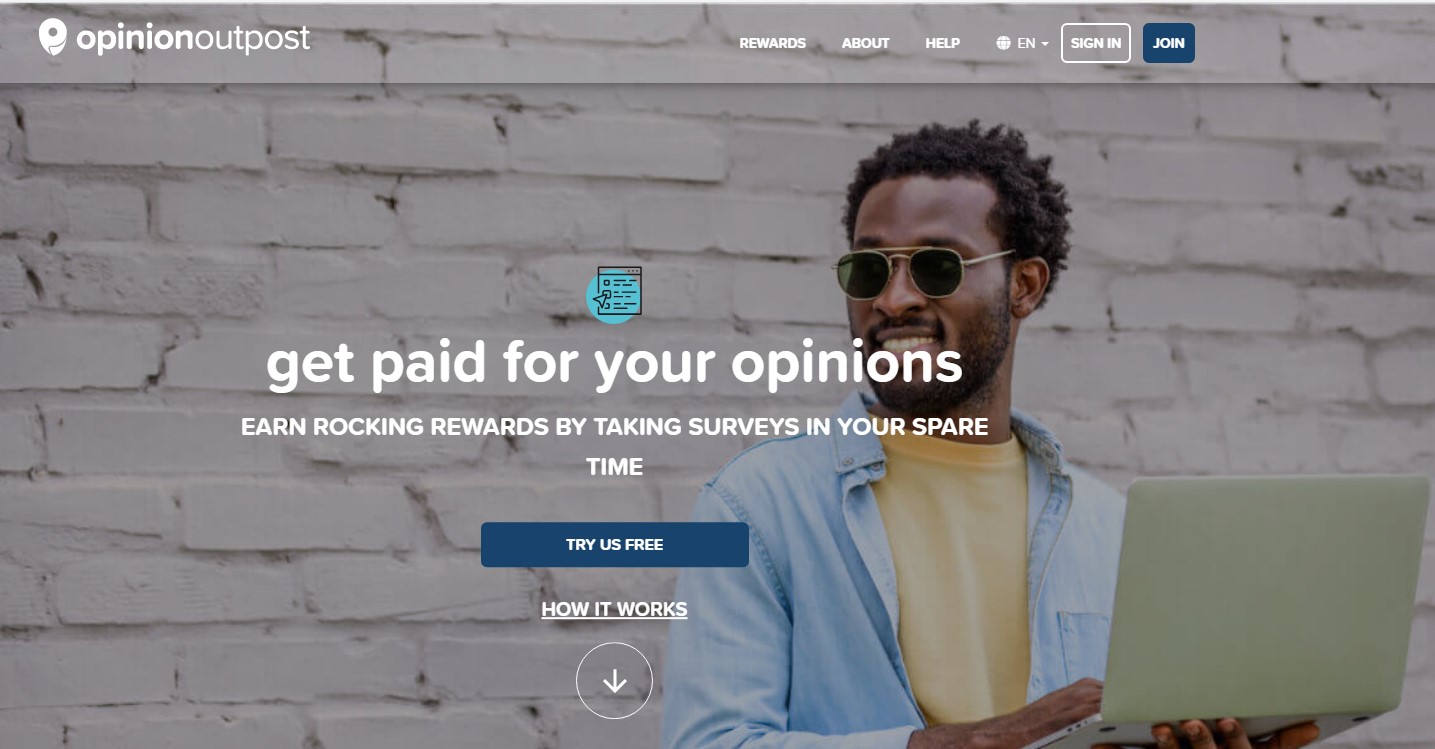 opinionoutpost
REWARDS ABOUT HELP EN SIGN IN JOIN
get paid for your opinions
EARN ROCKING REWARDS BY TAKING SURVEYS IN YOUR SPARE
TIME
TRY US FREE
HOW IT WORKS